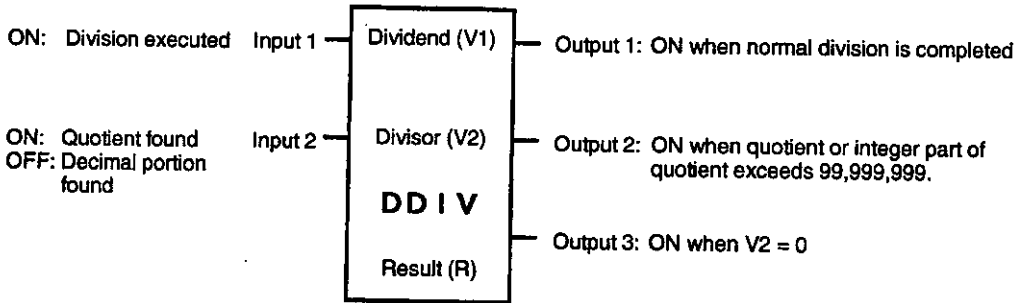 ON: Division executed Input 1 Dividend (V1) Output 1: ON when normal division is completed
ON: Quotient found Input 2 Divisor (V2) Output 2: ON when quotient or integer part of
OFF: Decimal portion quotient exceeds 99,999,999.
found
DDIV
Output 3: ON when V2 = 0
Result (R)